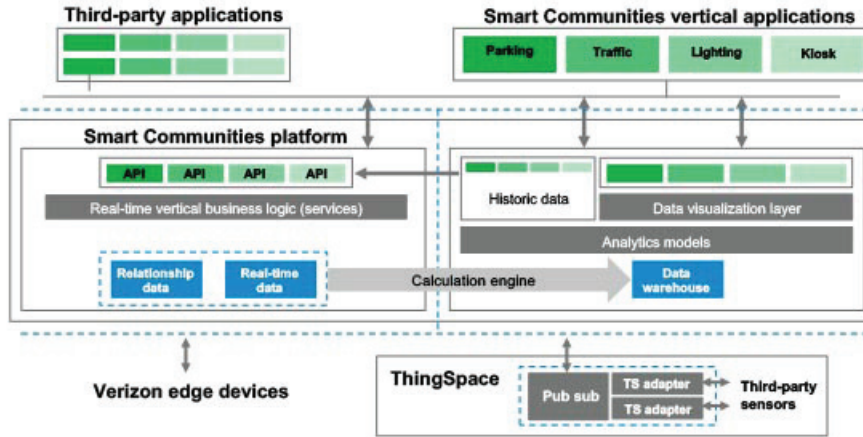 Third-party applications
Smart Communities vertical applications
Parking
Traffic
Lighting
Kiosk
Smart Communities platform
API
API
API
API
Real-time vertical business logic (services)
Historic data
Data visualization layer
Analytics models
Relationship
data
Real-time
data
Calculation engine
Data
warehouse
Verizon edge devices
ThingSpace
Pub sub
TS adapter
TS adapter
Third-party
sensors